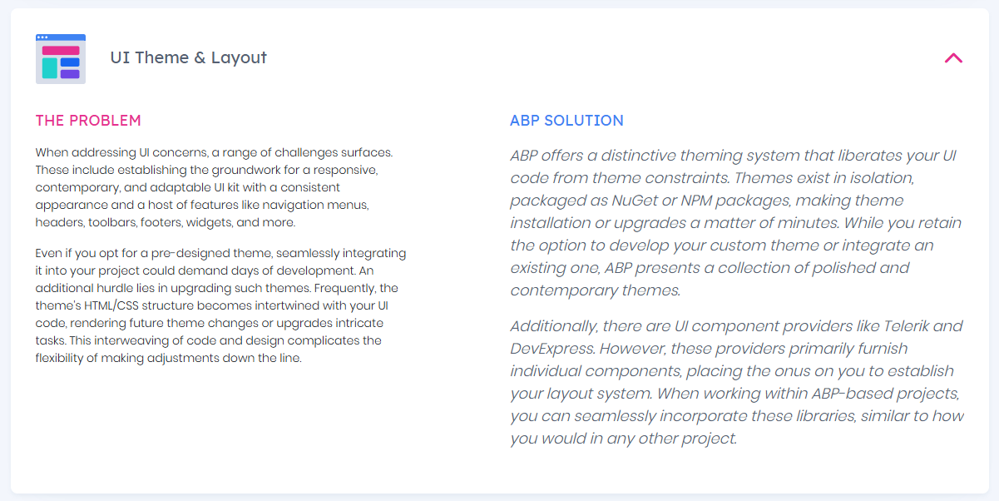 UI Theme & Layout
THE PROBLEM
When addressing UI concerns, a range of challenges surfaces.
These include establishing the groundwork for a responsive,
contemporary, and adaptable UI kit with a consistent
appearance and a host of features like navigation menus,
headers, toolbars, footers, widgets, and more.
Even if you opt for a pre-designed theme, seamlessly integrating
it into your project could demand days of development. An
additional hurdle lies in upgrading such themes. Frequently, the
theme's HTML/CSS structure becomes intertwined with your UI
code, rendering future theme changes or upgrades intricate
tasks. This interweaving of code and design complicates the
flexibility of making adjustments down the line.
ABP SOLUTION
ABP offers a distinctive theming system that liberates your UI
code from theme constraints. Themes exist in isolation,
packaged as NuGet or NPM packages, making theme
installation or upgrades a matter of minutes. While you retain
the option to develop your custom theme or integrate an
existing one, ABP presents a collection of polished and
contemporary themes.
Additionally, there are UI component providers like Telerik and
DevExpress. However, these providers primarily furnish
individual components, placing the onus on you to establish
your layout system. When working within ABP-based projects,
you can seamlessly incorporate these libraries, similar to how
you would in any other project.